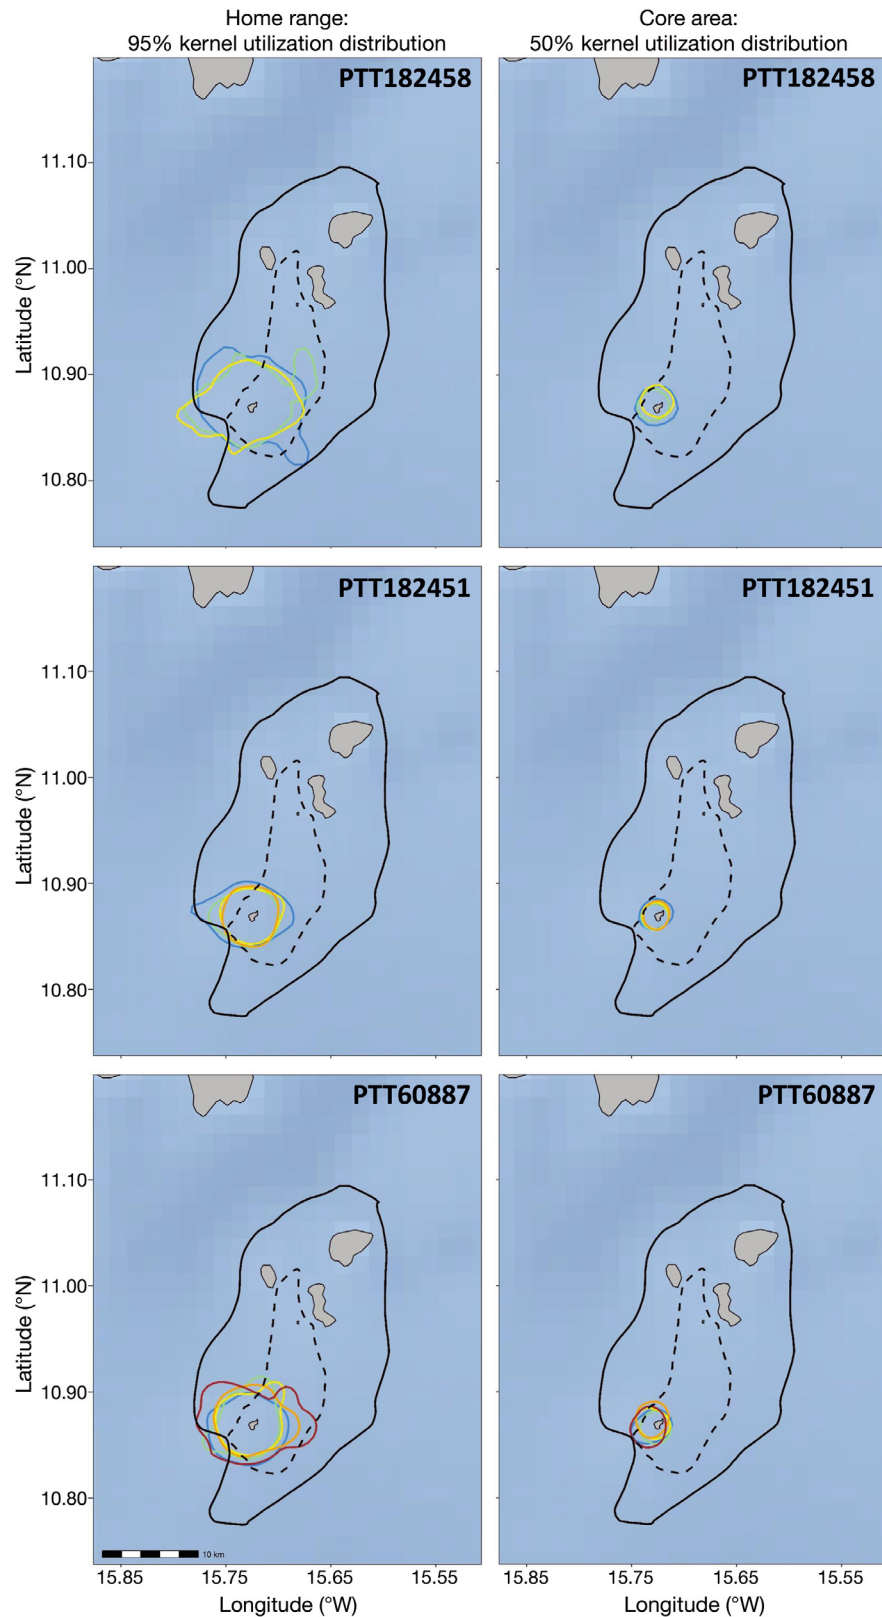 Home range:
95% kernel utilization distribution
Core area:
50% kernel utilization distribution
PTT182458
PTT182458
11.10
11.00
10.90
10.80
Latitude (°N)
PTT182451
PTT182451
11.10
11.00
10.90
10.80
Latitude (°N)
PTT60887
PTT60887
11.10
11.00
10.90
10.80
Latitude (°N)
10 km
15.85 15.75 15.65 15.55
15.85 15.75 15.65 15.55
Longitude (°W)
Longitude (°W)